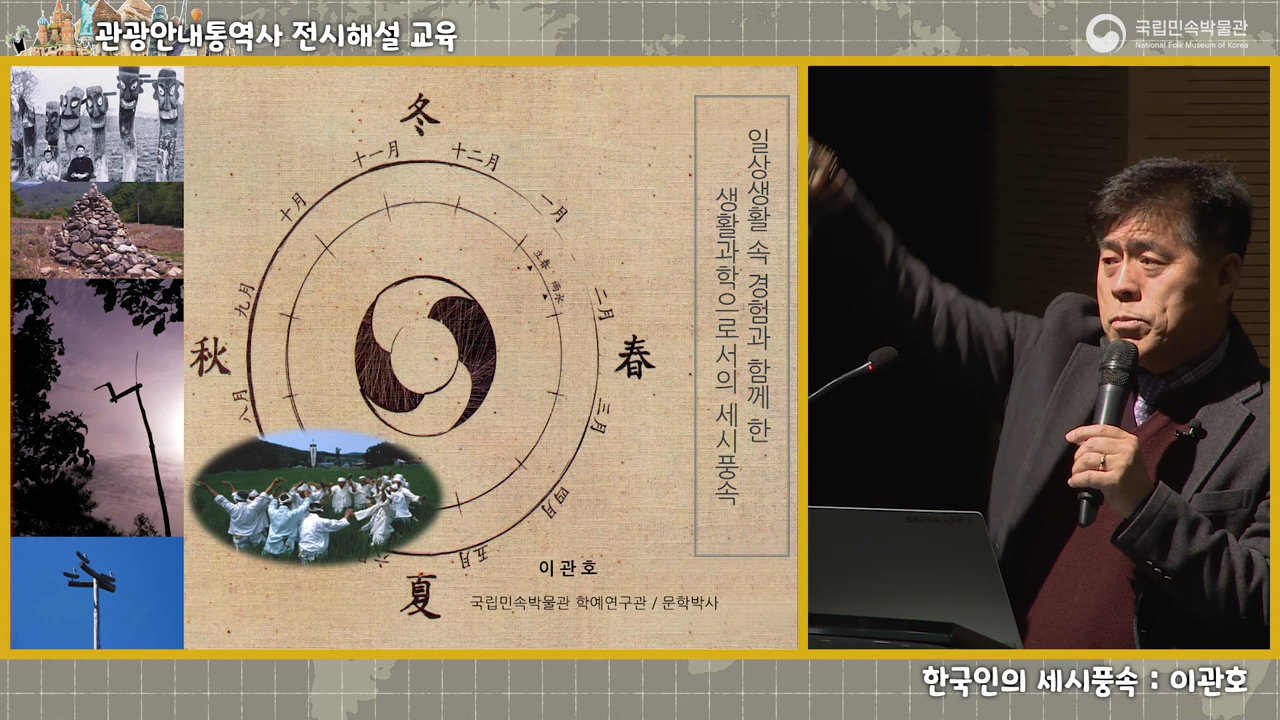 관광안내통역사 전시해설 교육
국립민속박물관
National Folk Museum of Korea
冬
十一月
十二月
十月
一月
立春
雨水
九月
二月
秋
春
八月
三月
四月
五月
六
夏
일상생활 속 경험과 함께 한
생활과학으로서의 세시풍속
이관호
국립민속박물관 학예연구관 / 문학박사
한국인의 세시풍속 : 이관호